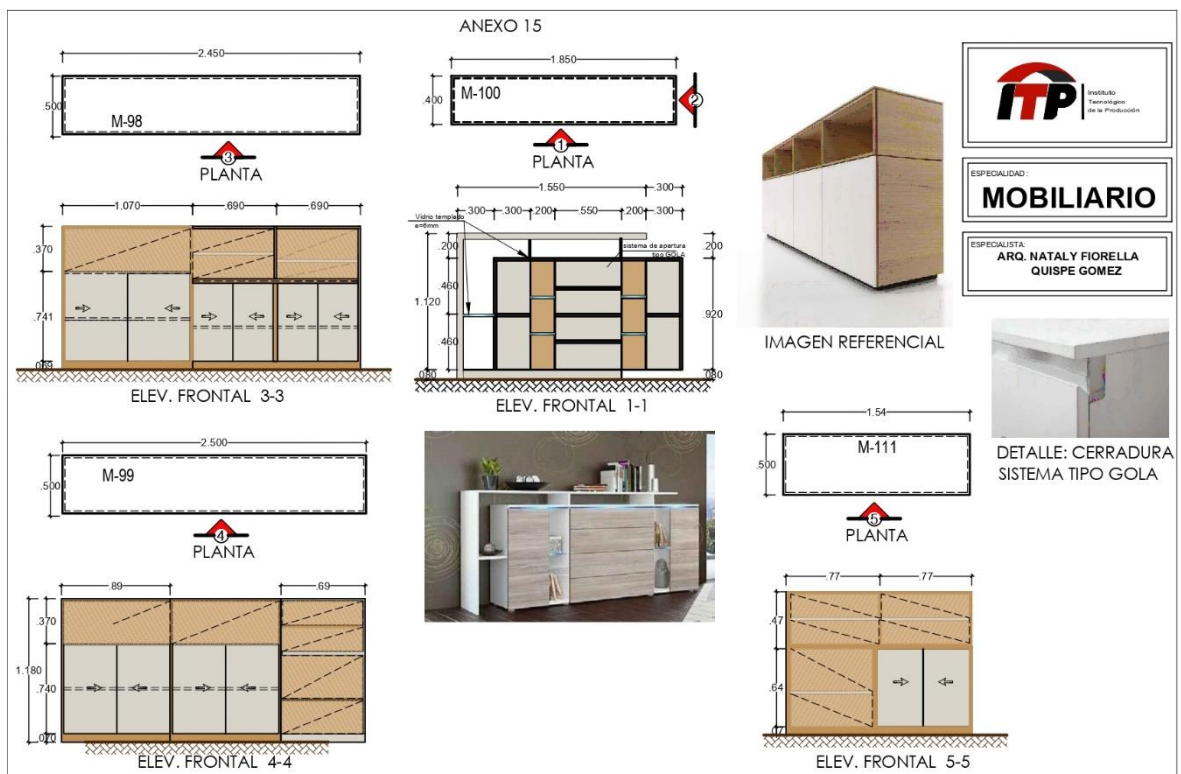 ANEXO 15
2.450
.500
M-98
3
PLANTA
1.850
.400
M-100
2
1
PLANTA
ITP
Instituto
Tecnológico
de la Producción
ESPECIALIDAD:
MOBILIARIO
ESPECIALISTA:
ARQ. NATALY FIORELLA
QUISPE GOMEZ
1.070 .690 .690
.370
.741
.069
ELEV. FRONTAL 3-3
1.550 .300
.300 .300 .200 .550 .200 .300
Vidrio templado
e=6mm
sistema de apertura
tipo GOLA
.200
.460
1.120
.460
.080
.200
.920
.080
ELEV. FRONTAL 1-1
IMAGEN REFERENCIAL
DETALLE: CERRADURA
SISTEMA TIPO GOLA
2.500
.500
M-99
4
PLANTA
1.54
.500
M-111
5
PLANTA
.89 .69
.370
1.180
.740
.070
ELEV. FRONTAL 4-4
.77 .77
.47
.64
.07
ELEV. FRONTAL 5-5